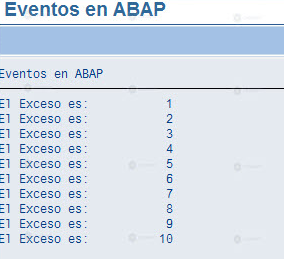 Eventos en ABAP
Eventos en ABAP
El Exceso es: 1
El Exceso es: 2
El Exceso es: 3
El Exceso es: 4
El Exceso es: 5
El Exceso es: 6
El Exceso es: 7
El Exceso es: 8
El Exceso es: 9
El Exceso es: 10